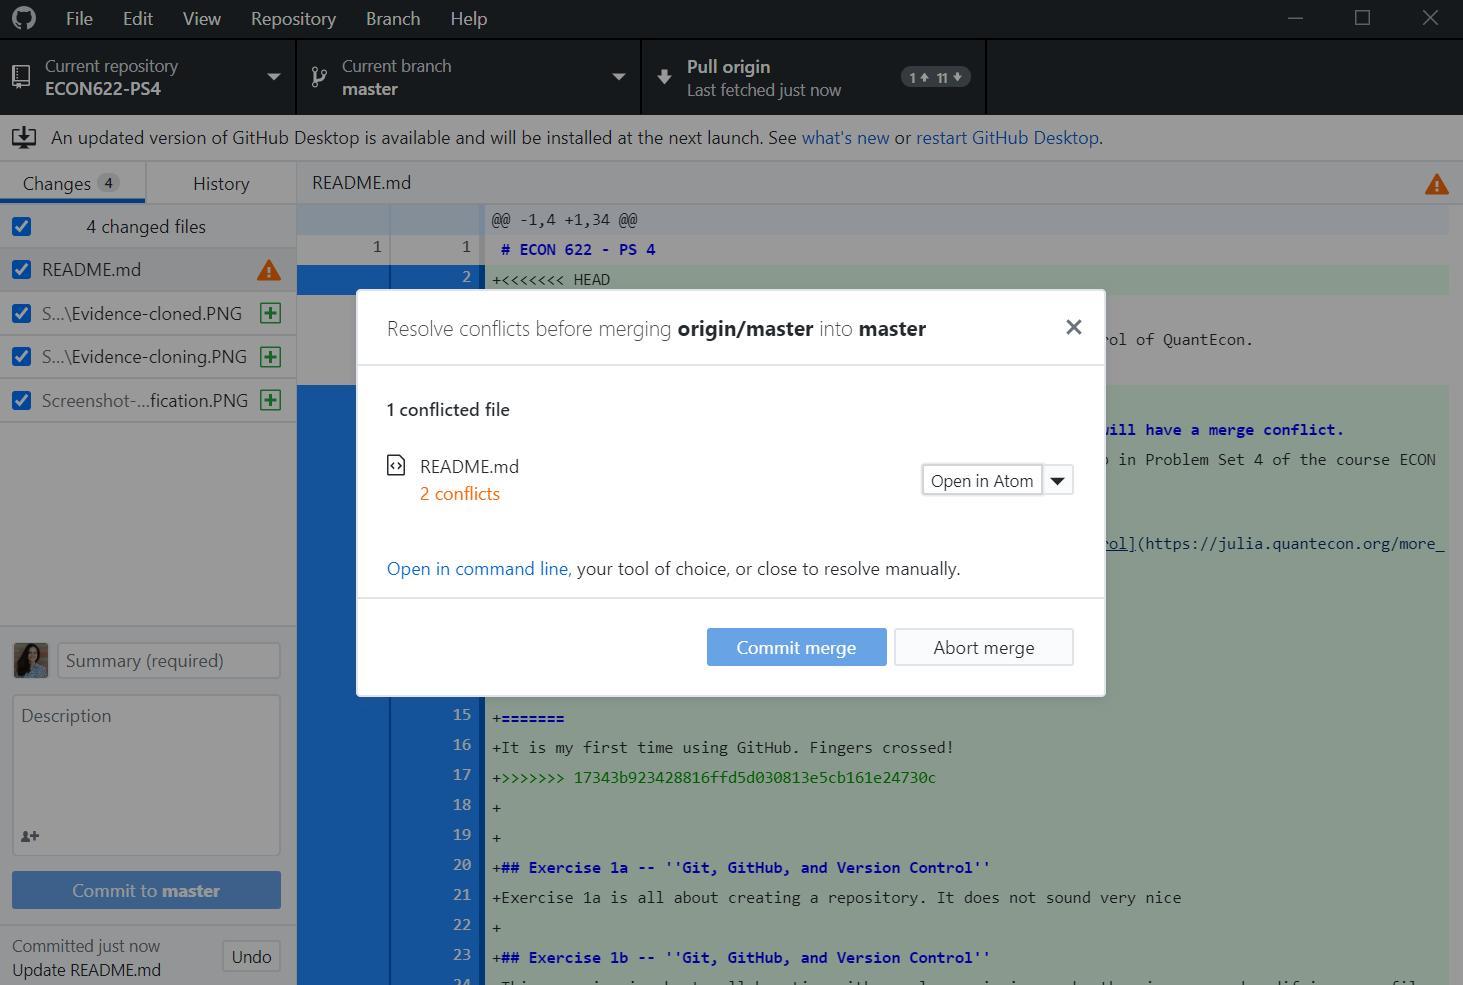 File Edit View Repository Branch Help
Current repository
ECON622-PS4
Current branch
master
Pull origin
Last fetched just now
1 11
An updated version of GitHub Desktop is available and will be installed at the next launch. See what's new or restart GitHub Desktop.
Changes 4 History
README.md
4 changed files
README.md
S...\Evidence-cloned.PNG
S...\Evidence-cloning.PNG
Screenshot-...fication.PNG
Summary (required)
Description
Commit to master
Committed just now
Update README.md
Undo
@@ -1,4 +1,34 @@
1 1 # ECON 622 - PS 4
2 +<<<<<<< HEAD
rol of QuantEcon.
will have a merge conflict.
in Problem Set 4 of the course ECON
rol](https://julia.quantecon.org/more_
Resolve conflicts before merging origin/master into master
1 conflicted file
README.md
2 conflicts
Open in Atom
Open in command line, your tool of choice, or close to resolve manually.
Commit merge Abort merge
15 +=======
16 +It is my first time using GitHub. Fingers crossed!
17 +>>>>>>> 17343b923428816ffd5d030813e5cb161e24730c
18 +
19 +
20 +## Exercise 1a -- ''Git, GitHub, and Version Control''
21 +Exercise 1a is all about creating a repository. It does not sound very nice
22 +
23 +## Exercise 1b -- ''Git, GitHub, and Version Control''
24